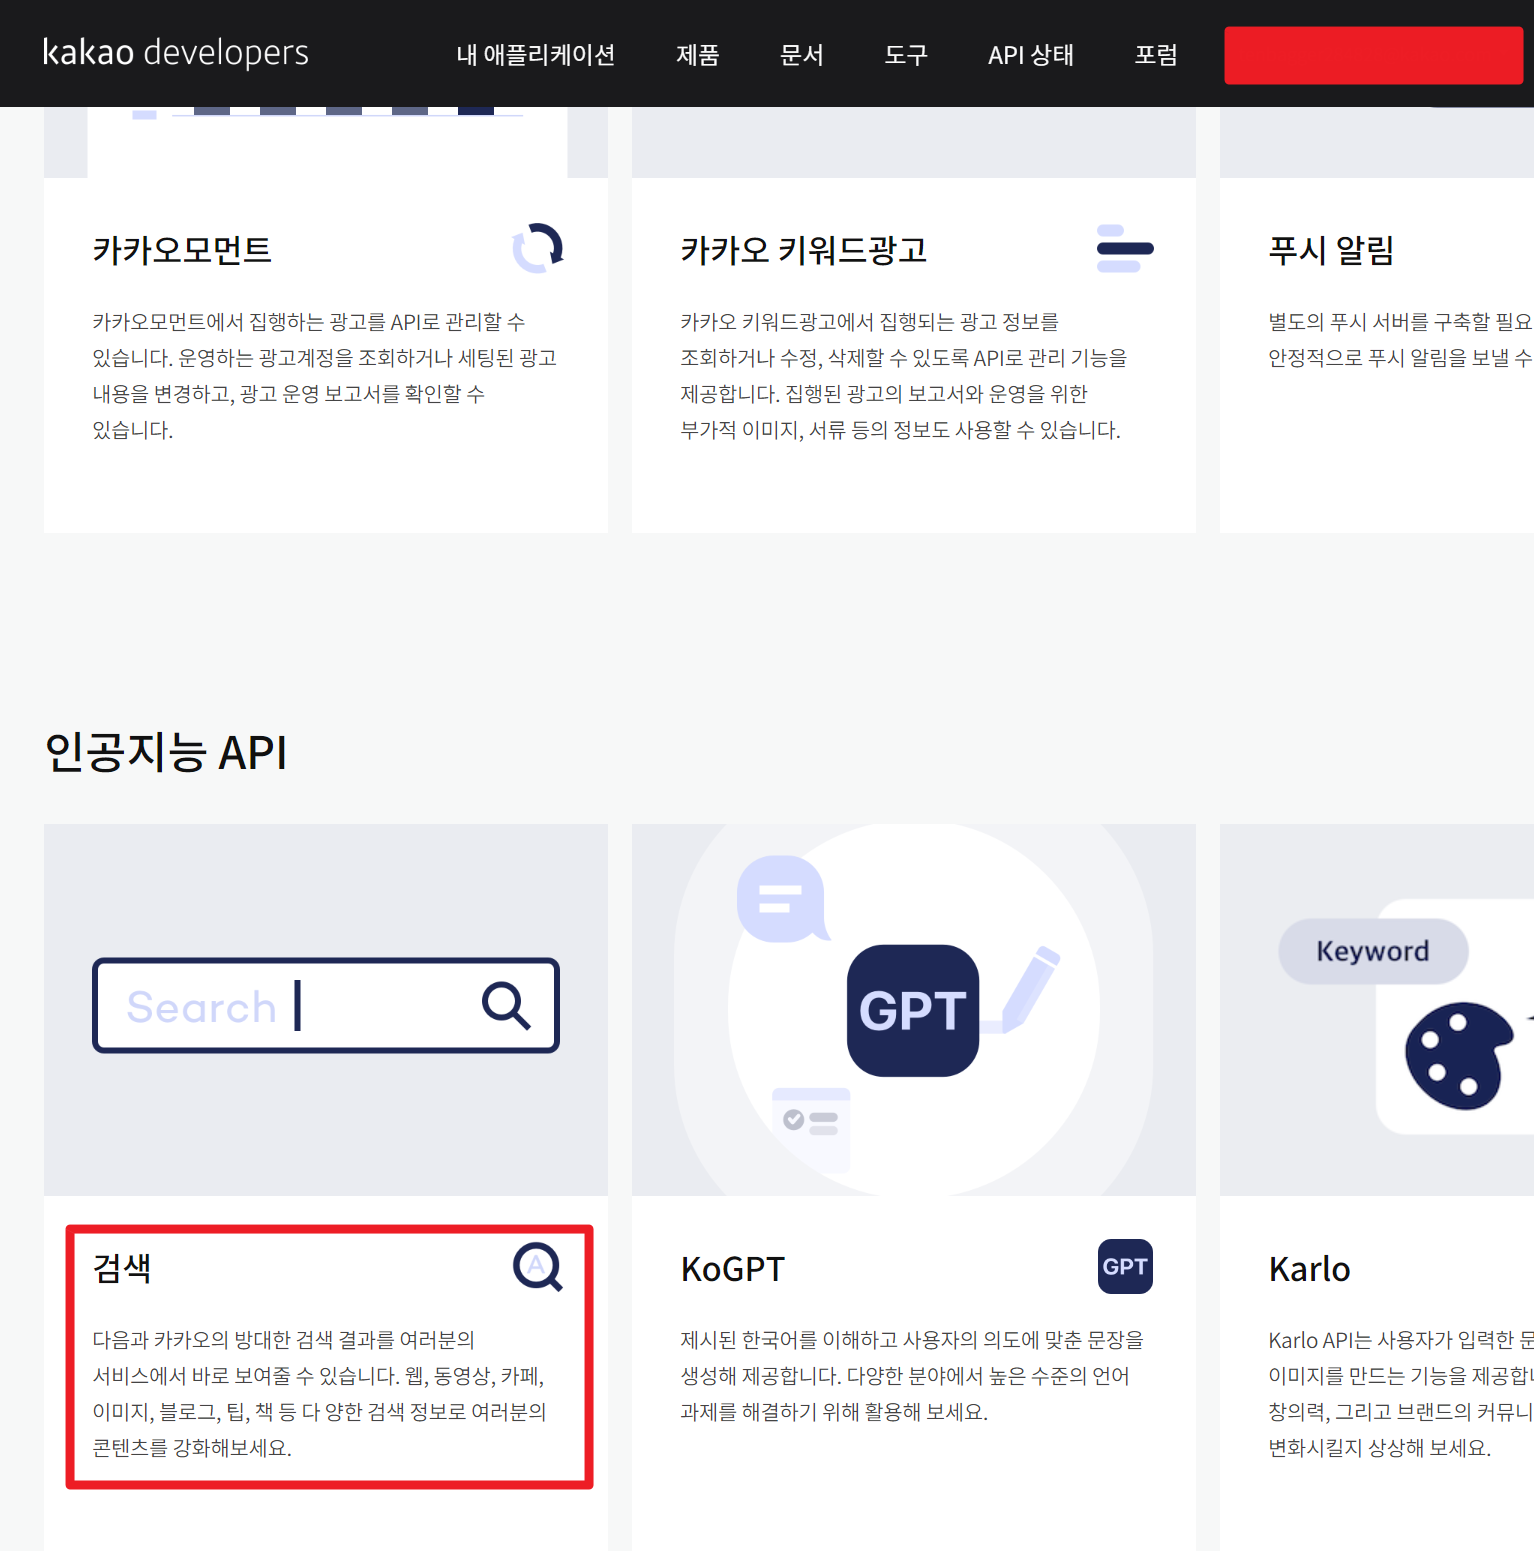 kakao developers 내 애플리케이션 제품 문서 도구 API 상태 포럼
카카오모먼트
카카오모먼트에서 집행하는 광고를 API로 관리할 수
있습니다. 운영하는 광고계정을 조회하거나 세팅된 광고
내용을 변경하고, 광고 운영 보고서를 확인할 수
있습니다.
카카오 키워드광고
카카오 키워드광고에서 집행되는 광고 정보를
조회하거나 수정, 삭제할 수 있도록 API로 관리 기능을
제공합니다. 집행된 광고의 보고서와 운영을 위한
부가적 이미지, 서류 등의 정보도 사용할 수 있습니다.
푸시 알림
별도의 푸시 서버를 구축할 필요
안정적으로 푸시 알림을 보낼 수
인공지능 API
Search
검색
A
다음과 카카오의 방대한 검색 결과를 여러분의
서비스에서 바로 보여줄 수 있습니다. 웹, 동영상, 카페,
이미지, 블로그, 팁, 책 등 다 양한 검색 정보로 여러분의
콘텐츠를 강화해보세요.
GPT
KoGPT
GPT
제시된 한국어를 이해하고 사용자의 의도에 맞춘 문장을
생성해 제공합니다. 다양한 분야에서 높은 수준의 언어
과제를 해결하기 위해 활용해 보세요.
Keyword
Karlo
Karlo API는 사용자가 입력한
이미지를 만드는 기능을 제공합니
창의력, 그리고 브랜드의 커뮤니
변화시킬지 상상해 보세요.